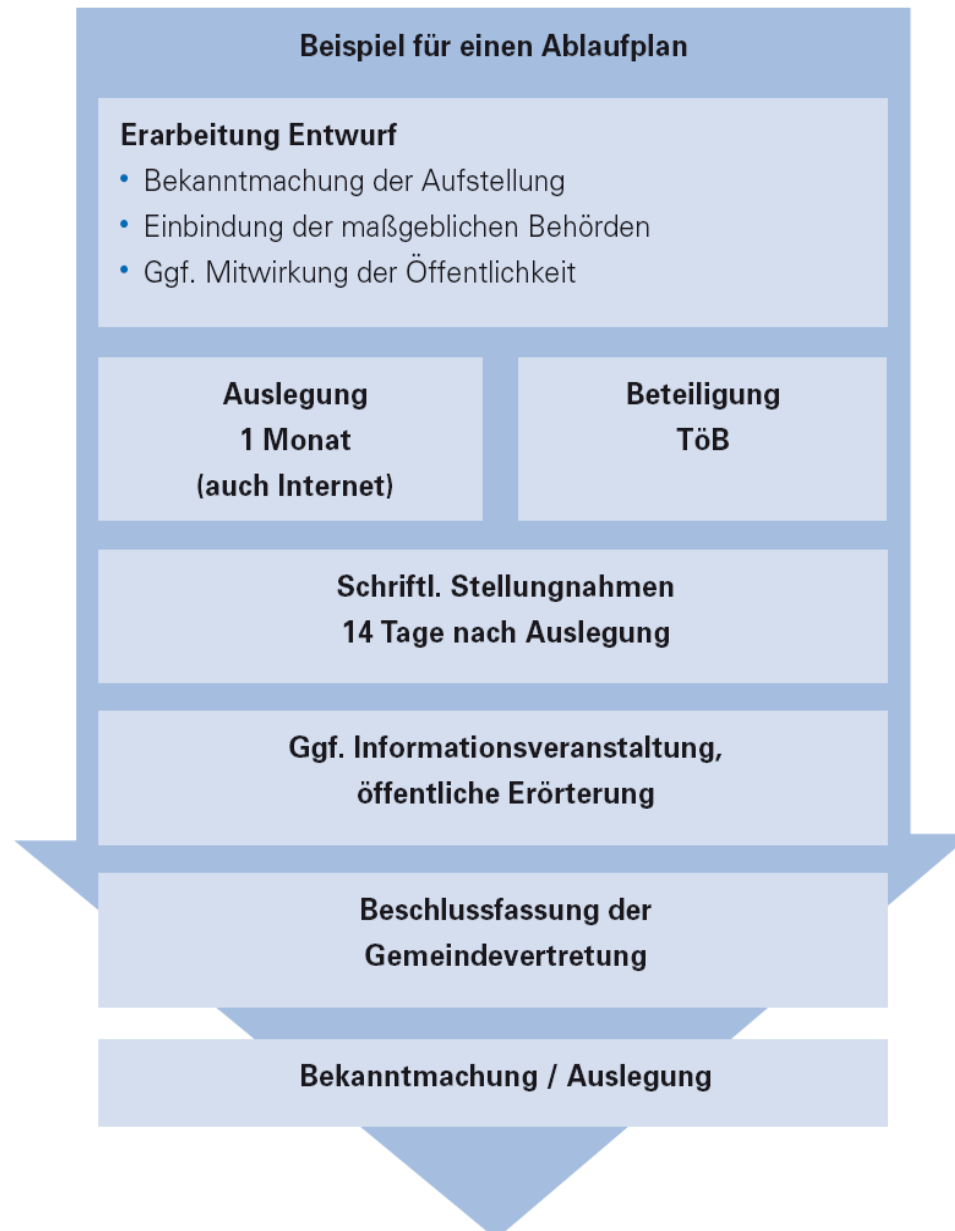 Beispiel für einen Ablaufplan
Erarbeitung Entwurf
• Bekanntmachung der Aufstellung
• Einbindung der maßgeblichen Behörden
• Ggf. Mitwirkung der Öffentlichkeit
Auslegung
1 Monat
(auch Internet)
Beteiligung
TöB
Schriftl. Stellungnahmen
14 Tage nach Auslegung
Ggf. Informationsveranstaltung,
öffentliche Erörterung
Beschlussfassung der
Gemeindevertretung
Bekanntmachung / Auslegung